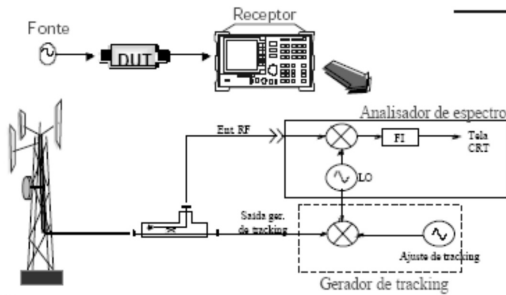 Fonte
Receptor
DUT
Analisador de espectro
Ent RF
FI
Tela
CRT
LO
Saída ger.
de tracking
Ajuste de tracking
Gerador de tracking